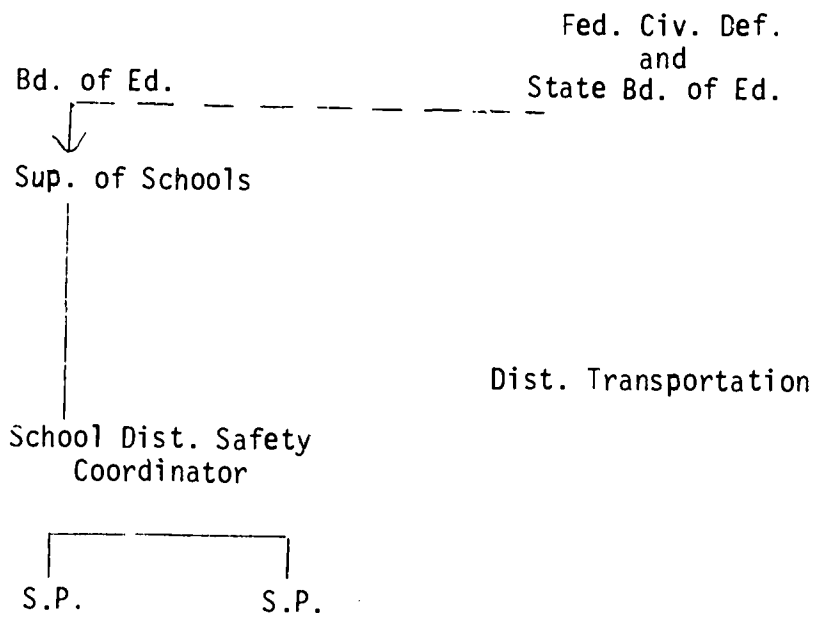 Fed. Civ. Def.
and
State Bd. of Ed.
Bd. of Ed.
Sup. of Schools
Dist. Transportation
School Dist. Safety
Coordinator
S.P. S.P.